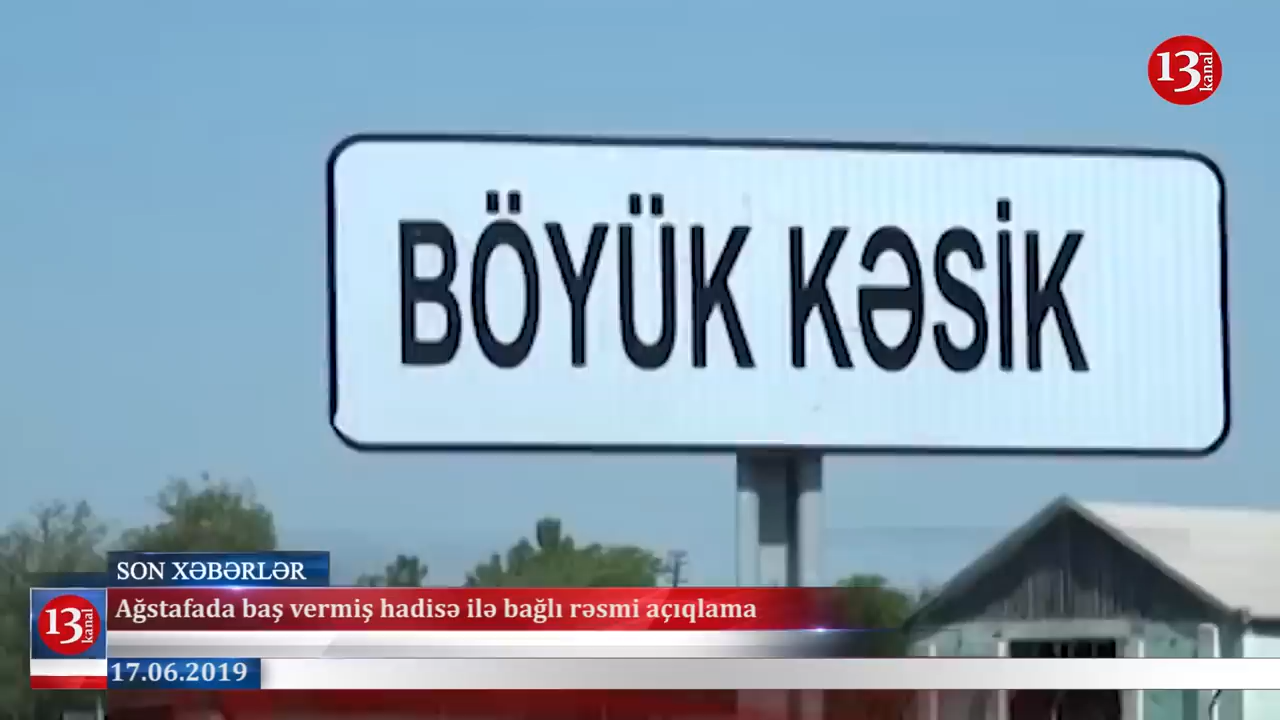 13 kanal
BÖYÜK KƏSİK
SON XƏBƏRLƏR
Ağstafada baş vermiş hadisə ilə bağlı rəsmi açıqlama
13 kanal
17.06.2019